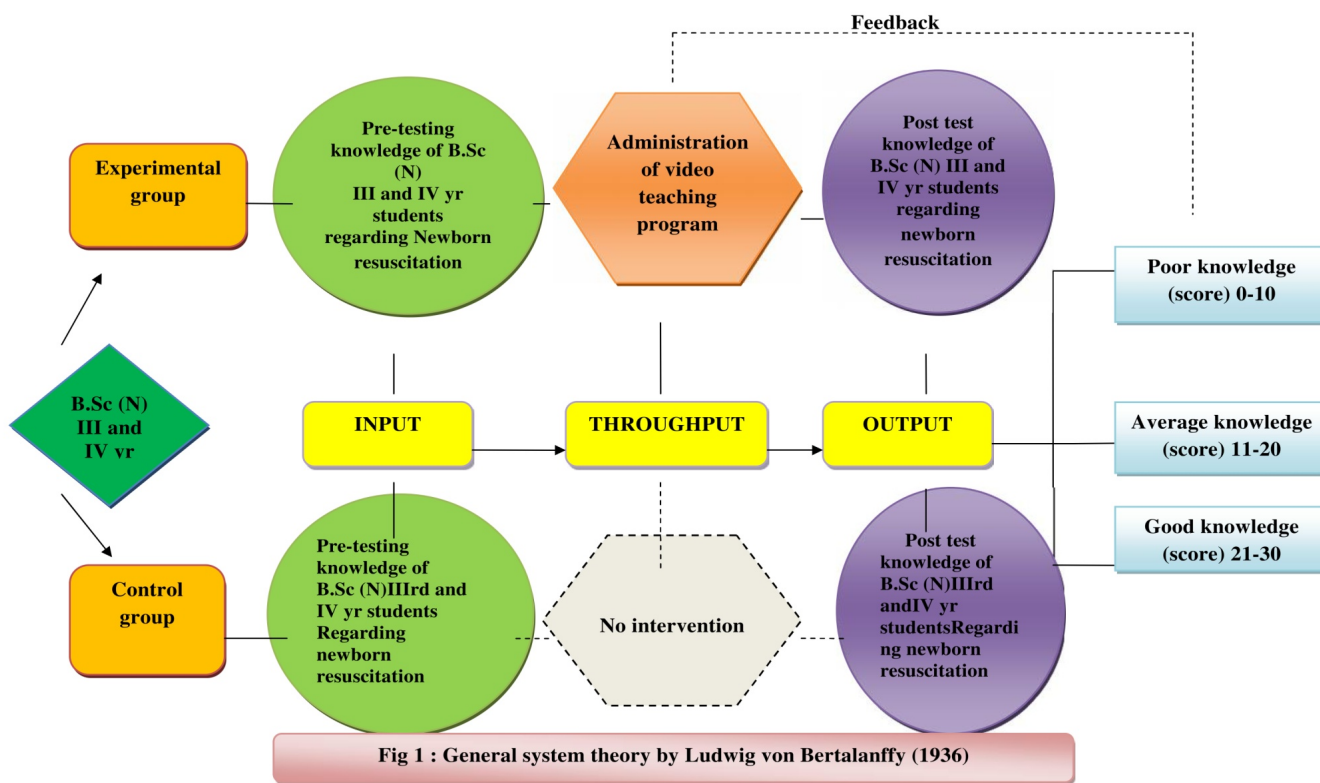 Feedback
Experimental
group
Pre-testing
knowledge of B.Sc
(N)
III and IV yr
students
regarding Newborn
resuscitation
Administration
of video
teaching
program
Post test
knowledge of
B.Sc (N) III and
IV yr students
regarding
newborn
resuscitation
Poor knowledge
(score) 0-10
B.Sc (N)
III and
IV yr
INPUT
THROUGHPUT
OUTPUT
Average knowledge
(score) 11-20
Good knowledge
(score) 21-30
Control
group
Pre-testing
knowledge of
B.Sc (N)IIIrd and
IV yr students
Regarding
newborn
resuscitation
No intervention
Post test
knowledge of
B.Sc (N)IIIrd
andIV yr
studentsRegardi
ng newborn
resuscitation
Fig 1 : General system theory by Ludwig von Bertalanffy (1936)